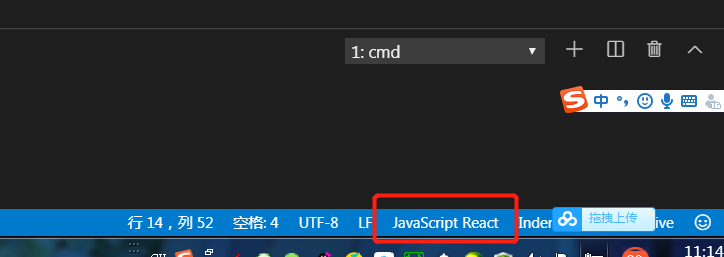 1: cmd
中
行 14，列 52
空格: 4
UTF-8
LF
JavaScript React
Inden
拖拽上传
ive
11:14